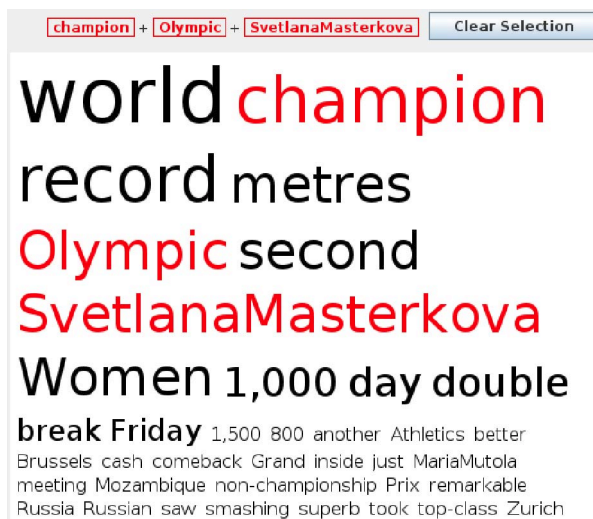 champion + Olympic + SvetlanaMasterkova Clear Selection
world champion
record metres
Olympic second
SvetlanaMasterkova
Women 1,000 day double
break Friday 1,500 800 another Athletics better
Brussels cash comeback Grand inside just MariaMutola
meeting Mozambique non-championship Prix remarkable
Russia Russian saw smashing superb took top-class Zurich